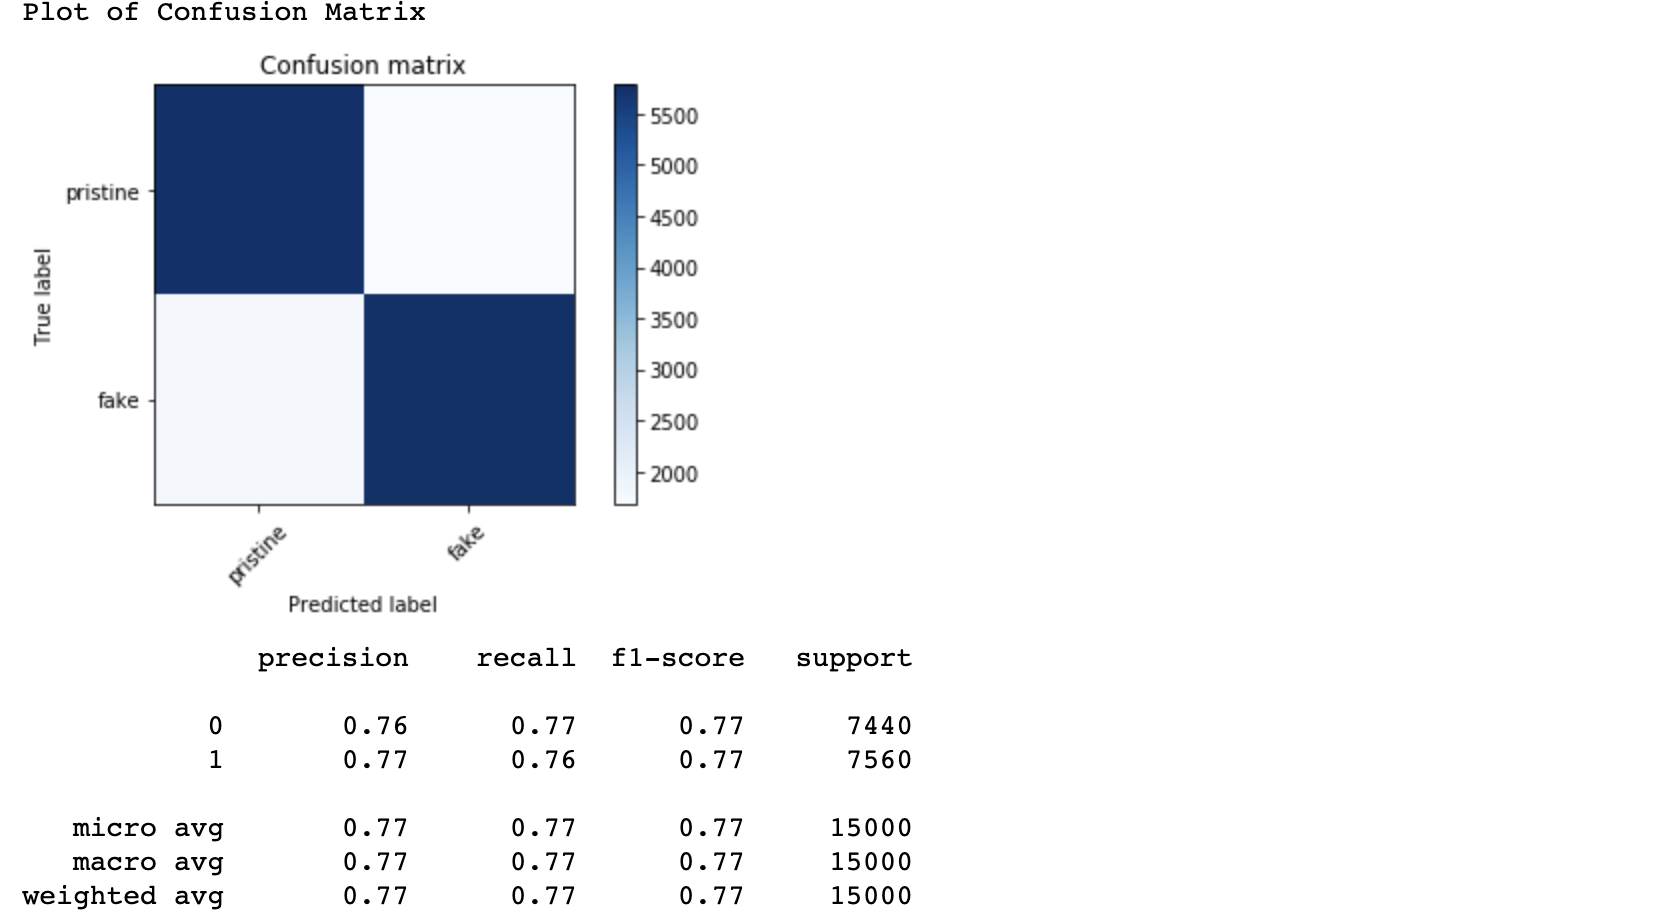 Plot of Confusion Matrix
Confusion matrix
5500
5000
4500
4000
3500
3000
2500
2000
True label
pristine
fake
pristine
fake
Predicted label
precision recall f1-score support
0 0.76 0.77 0.77 7440
1 0.77 0.76 0.77 7560
micro avg 0.77 0.77 0.77 15000
macro avg 0.77 0.77 0.77 15000
weighted avg 0.77 0.77 0.77 15000